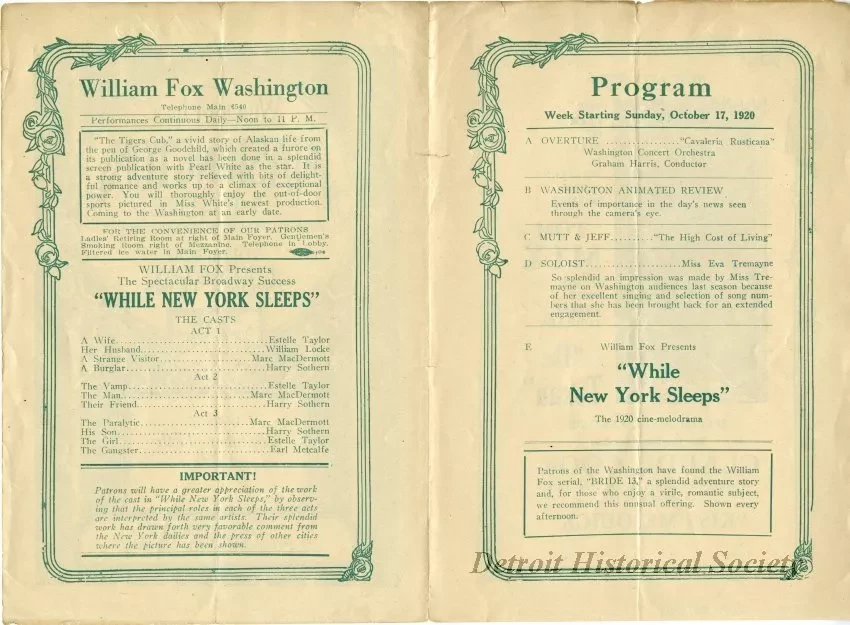 William Fox Washington
Telephone Main 6540
Performances Continuous Daily—Noon to 11 P. M.
"The Tigers Cub," a vivid story of Alaskan life from
the pen of George Goodchild, which created a furore on
its publication as a novel has been done in a splendid
screen publication with Pearl White as the star. It is
a strong adventure story relieved with bits of delight-
ful romance and works up to a climax of exceptional
power. You will thoroughly enjoy the out-of-door
sports pictured in Miss White's newest production.
Coming to the Washington at an early date.
FOR THE CONVENIENCE OF OUR PATRONS
Ladies' Retiring Room at right of Main Foyer. Gentlemen's
Smoking Room right of Mezzanine. Telephone in Lobby.
Filtered ice water in Main Foyer.
WILLIAM FOX Presents
The Spectacular Broadway Success
"WHILE NEW YORK SLEEPS"
THE CASTS
ACT 1
A Wife..............................Estelle Taylor
Her Husband.........................William Locke
A Strange Visitor................Marc MacDermott
A Burglar...........................Harry Sothern
Act 2
The Vamp............................Estelle Taylor
The Man..........................Marc MacDermott
Their Friend........................Harry Sothern
Act 3
The Paralytic....................Marc MacDermott
His Son.............................Harry Sothern
The Girl............................Estelle Taylor
The Gangster........................Earl Metcalfe
IMPORTANT!
Patrons will have a greater appreciation of the work
of the cast in "While New York Sleeps," by observ-
ing that the principal roles in each of the three acts
are interpreted by the same artists. Their splendid
work has drawn forth very favorable comment from
the New York dailies and the press of other cities
where the picture has been shown.
Program
Week Starting Sunday, October 17, 1920
A OVERTURE ................"Cavaleria Rusticana"
Washington Concert Orchestra
Graham Harris, Conductor
B WASHINGTON ANIMATED REVIEW
Events of importance in the day's news seen
through the camera's eye.
C MUTT & JEFF.........."The High Cost of Living"
D SOLOIST......................Miss Eva Tremayne
So splendid an impression was made by Miss Tre-
mayne on Washington audiences last season because
of her excellent singing and selection of song num-
bers that she has been brought back for an extended
engagement.
E William Fox Presents
"While
New York Sleeps"
The 1920 cine-melodrama
Patrons of the Washington have found the William
Fox serial, "BRIDE 13," a splendid adventure story
and, for those who enjoy a virile, romantic subject,
we recommend this unusual offering. Shown every
afternoon.
Detroit Historical Society